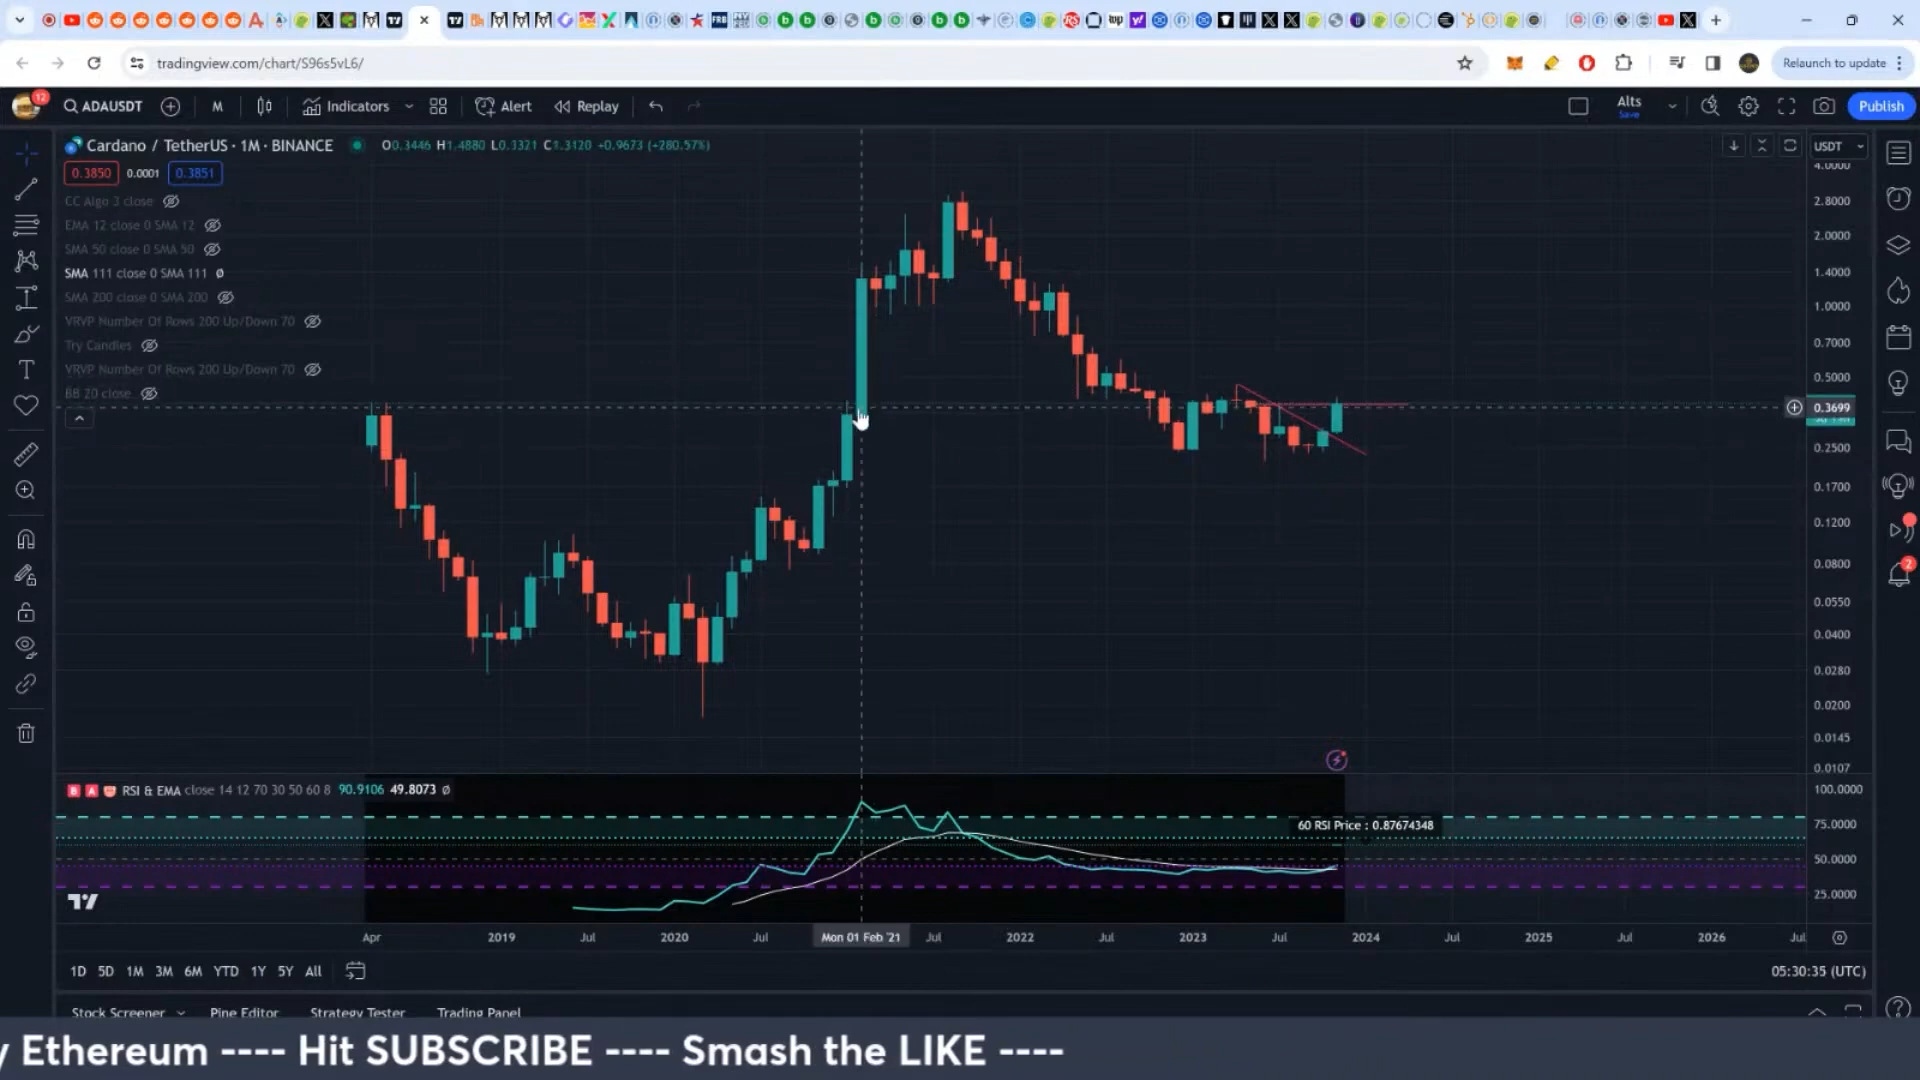 tradingview.com/chart/S96s5vL6/
Relaunch to update
12
ADAUSDT
M
Indicators
Alert
Replay
Alts
Save
Publish
Cardano / TetherUS · 1M · BINANCE
O0.3446 H1.4880 L0.3321 C1.3120 +0.9673 (+280.57%)
USDT
0.3850 0.0001 0.3851
CC Algo 3 close
EMA 12 close 0 SMA 12
SMA 50 close 0 SMA 50
SMA 111 close 0 SMA 111 ø
SMA 200 close 0 SMA 200
VRVP Number Of Rows 200 Up/Down 70
Try Candles
VRVP Number Of Rows 200 Up/Down 70
BB 20 close
4.0000
2.8000
2.0000
1.4000
1.0000
0.7000
0.5000
0.3699
0.2500
0.1700
0.1200
0.0800
0.0550
0.0400
0.0280
0.0200
0.0145
0.0107
2
RSI & EMA close 14 12 70 30 50 60 8 90.9106 49.8073 ø
100.0000
75.0000
50.0000
25.0000
60 RSI Price : 0.87674348
Apr 2019 Jul 2020 Jul Mon 01 Feb '21 Jul 2022 Jul 2023 Jul 2024 Jul 2025 Jul 2026 Jul
1D 5D 1M 3M 6M YTD 1Y 5Y All
05:30:35 (UTC)
Stock Screener Pine Editor Strategy Tester Trading Panel
y Ethereum ---- Hit SUBSCRIBE ---- Smash the LIKE ----